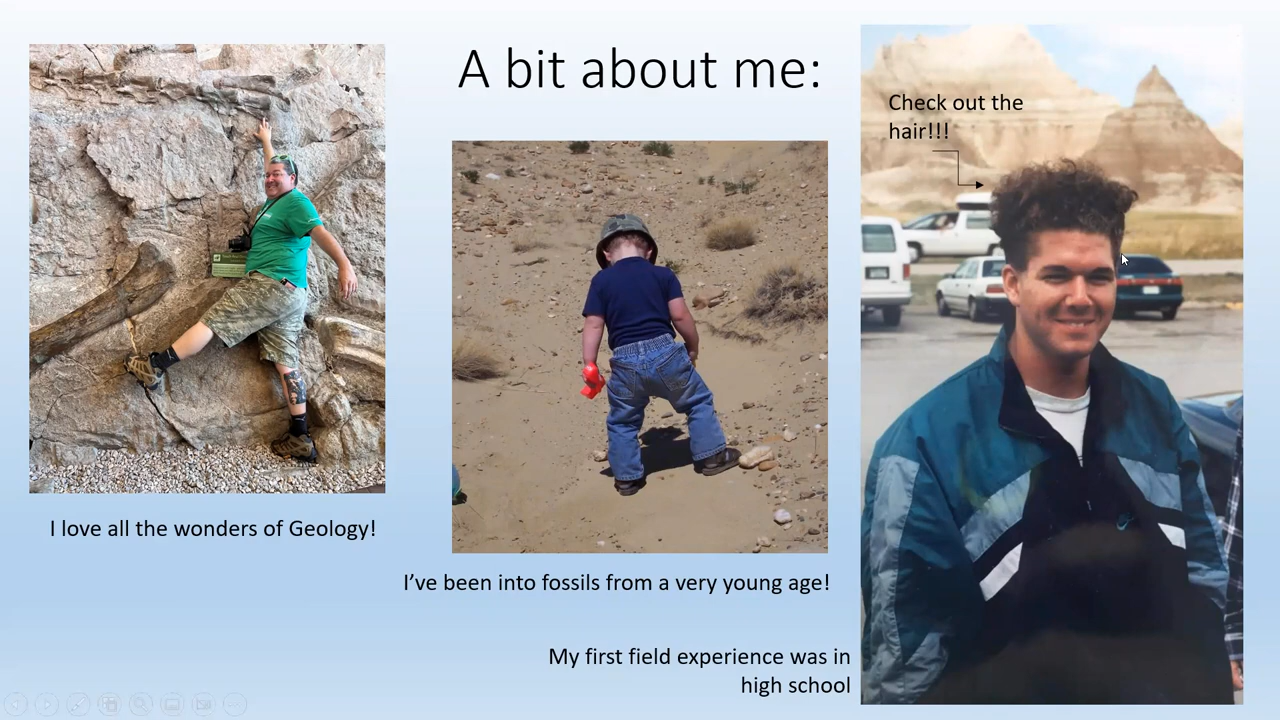 A bit about me:
Check out the
hair!!!
I love all the wonders of Geology!
I’ve been into fossils from a very young age!
My first field experience was in
high school